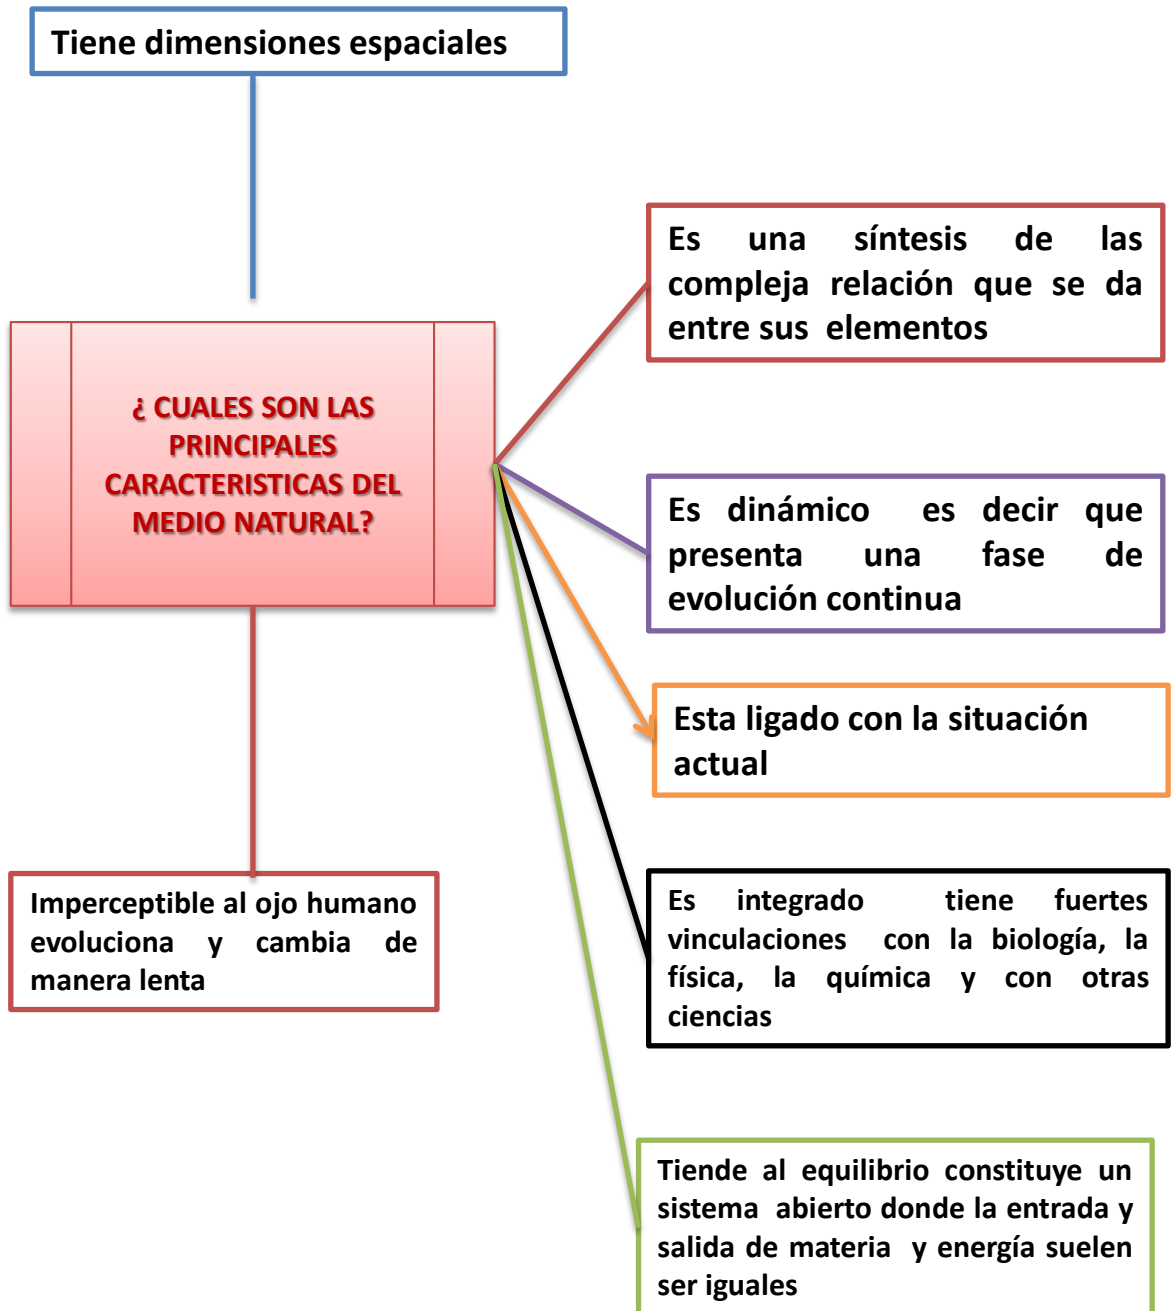 Tiene dimensiones espaciales
Es una síntesis de las
compleja relación que se da
entre sus elementos
¿ CUALES SON LAS
PRINCIPALES
CARACTERISTICAS DEL
MEDIO NATURAL?
Es dinámico es decir que
presenta una fase de
evolución continua
Esta ligado con la situación
actual
Imperceptible al ojo humano
evoluciona y cambia de
manera lenta
Es integrado tiene fuertes
vinculaciones con la biología, la
física, la química y con otras
ciencias
Tiende al equilibrio constituye un
sistema abierto donde la entrada y
salida de materia y energía suelen
ser iguales